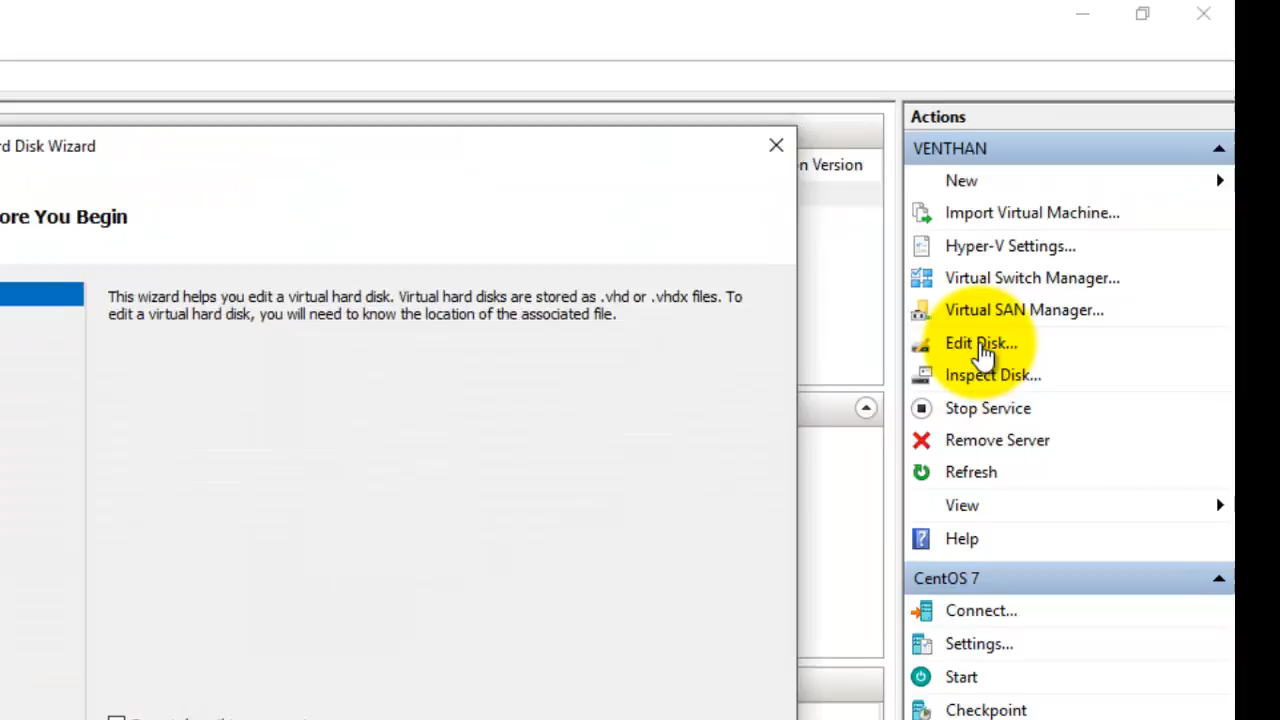 Actions
rd Disk Wizard
VENTHAN
n Version
New
ore You Begin
Import Virtual Machine...
Hyper-V Settings...
Virtual Switch Manager...
This wizard helps you edit a virtual hard disk. Virtual hard disks are stored as .vhd or .vhdx files. To
edit a virtual hard disk, you will need to know the location of the associated file.
Virtual SAN Manager...
Edit Disk...
Inspect Disk...
Stop Service
Remove Server
Refresh
View
Help
CentOS 7
Connect...
Settings...
Start
Checkpoint